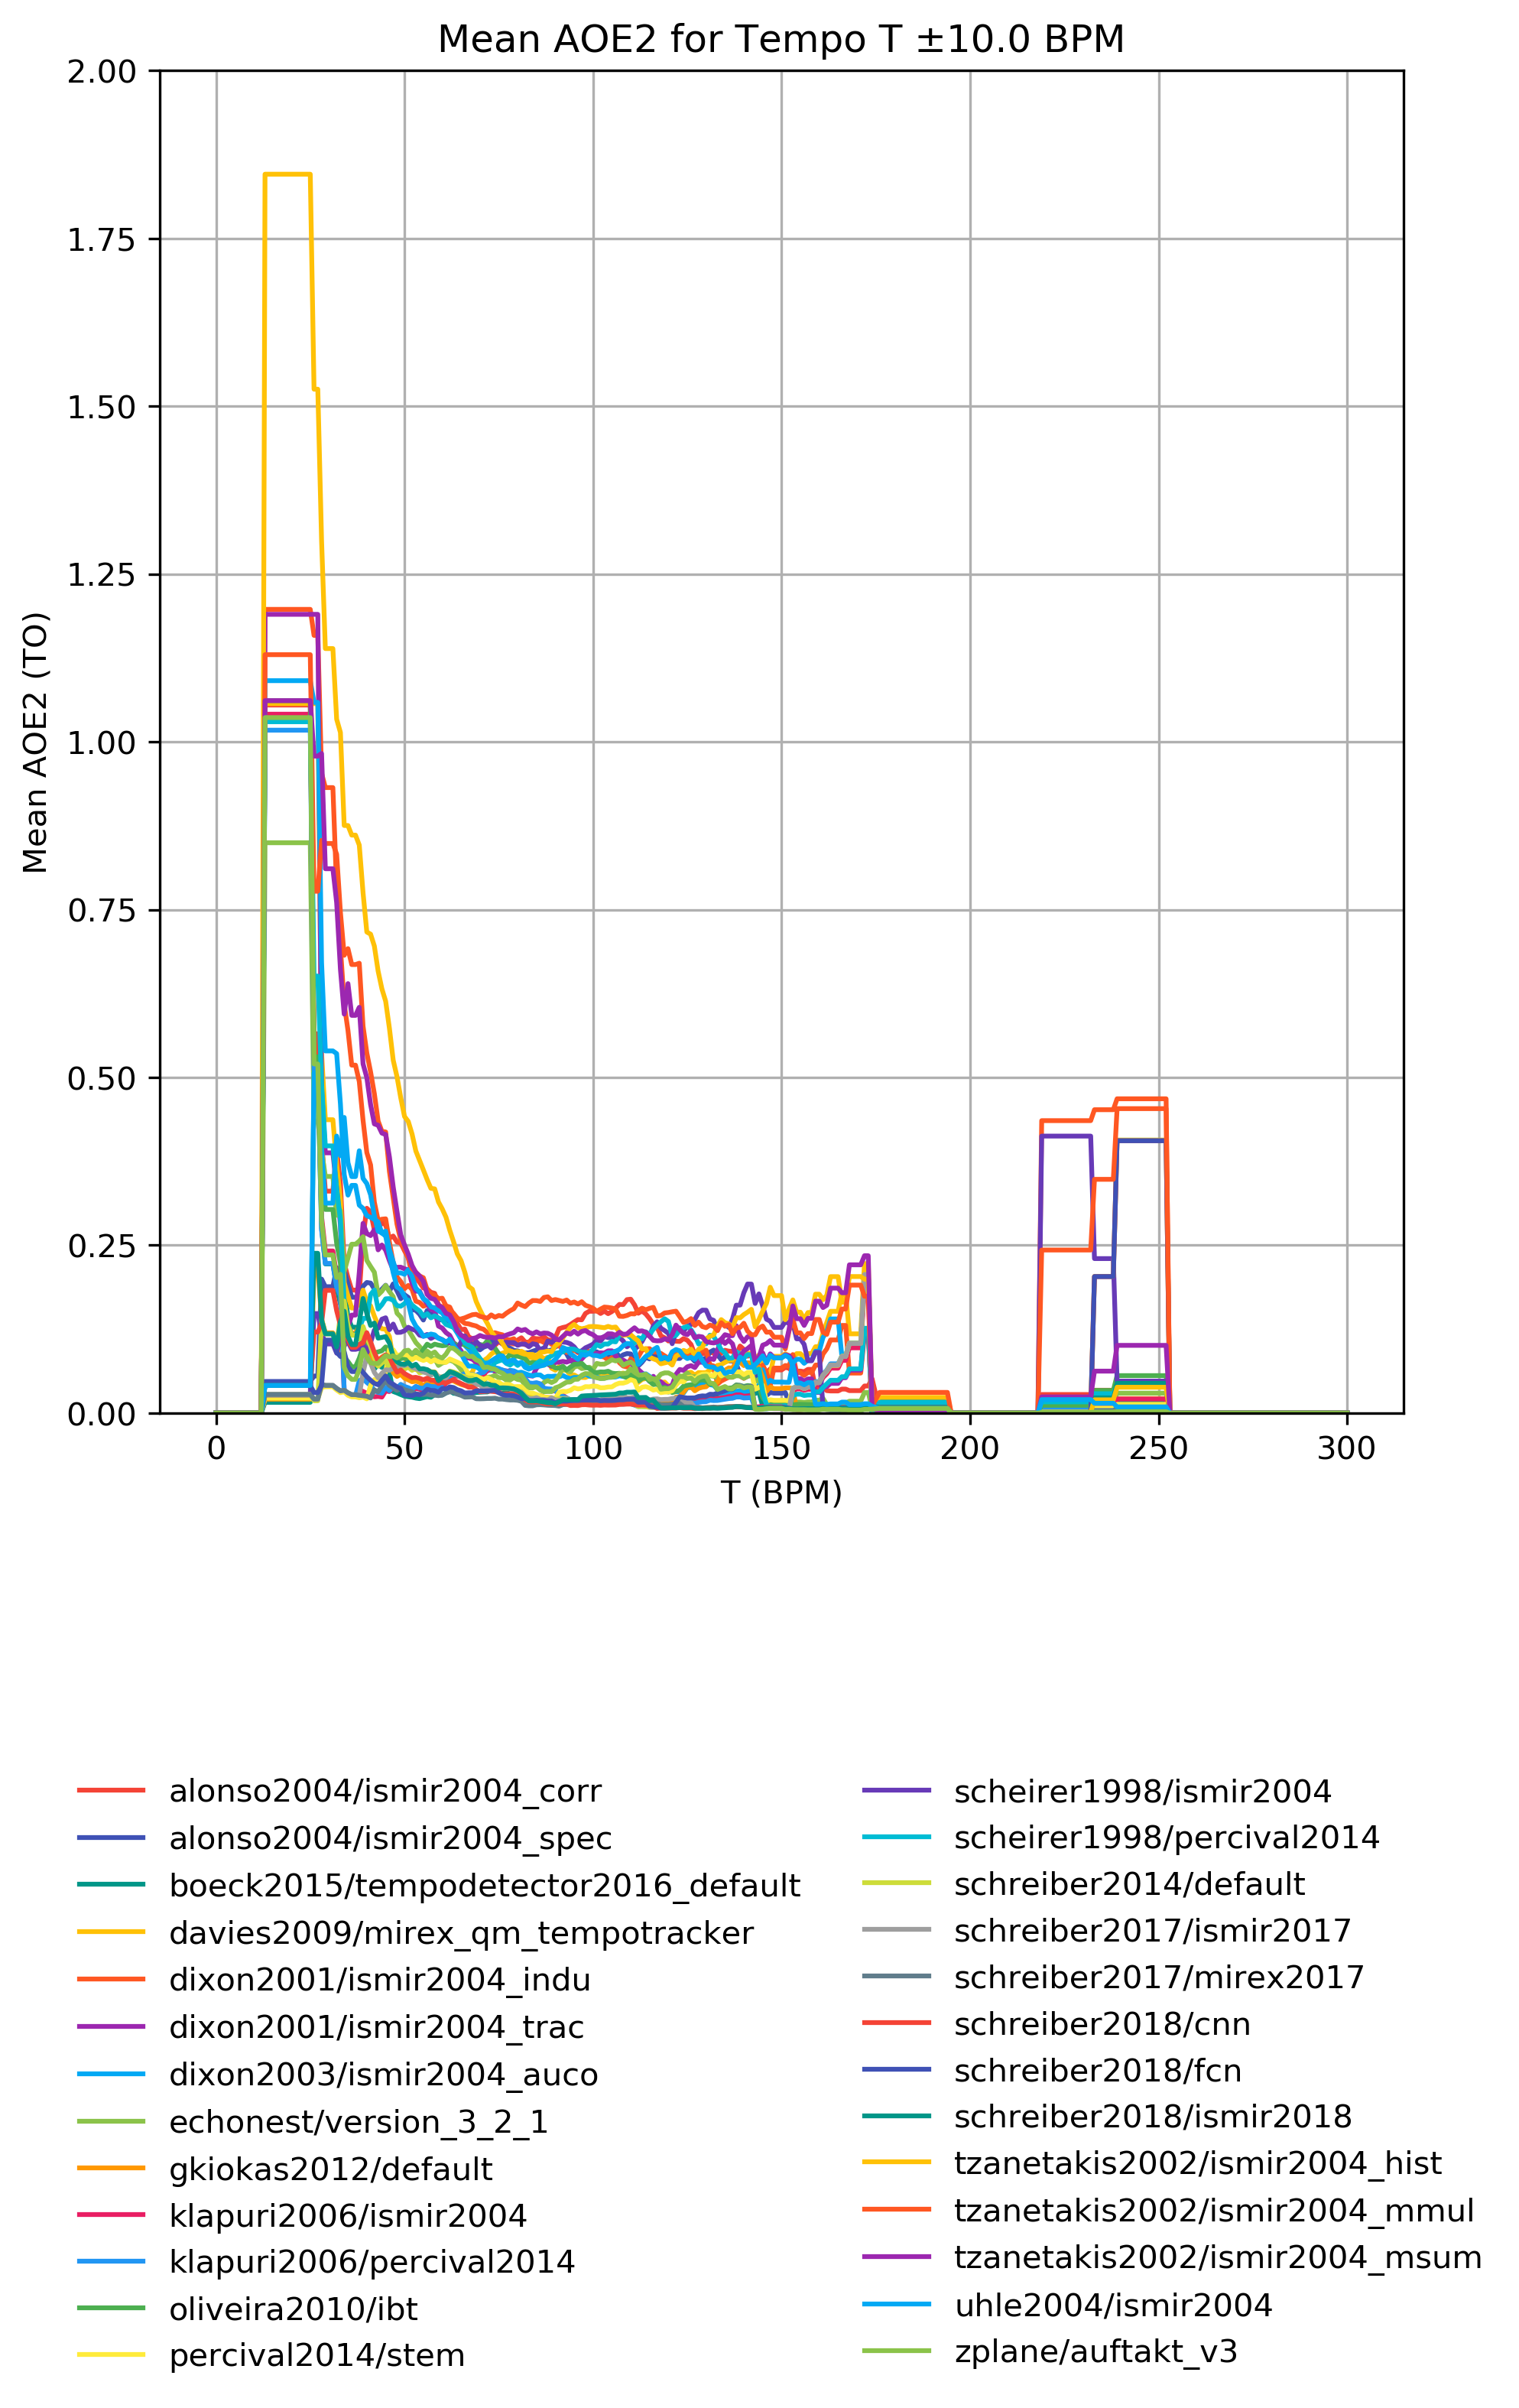 Mean AOE2 for Tempo T ±10.0 BPM
2.00
1.75
1.50
1.25
1.00
0.75
0.50
0.25
0.00
Mean AOE2 (TO)
0 50 100 150 200 250 300
T (BPM)
alonso2004/ismir2004_corr
alonso2004/ismir2004_spec
boeck2015/tempodetector2016_default
davies2009/mirex_qm_tempotracker
dixon2001/ismir2004_indu
dixon2001/ismir2004_trac
dixon2003/ismir2004_auco
echonest/version_3_2_1
gkiokas2012/default
klapuri2006/ismir2004
klapuri2006/percival2014
oliveira2010/ibt
percival2014/stem
scheirer1998/ismir2004
scheirer1998/percival2014
schreiber2014/default
schreiber2017/ismir2017
schreiber2017/mirex2017
schreiber2018/cnn
schreiber2018/fcn
schreiber2018/ismir2018
tzanetakis2002/ismir2004_hist
tzanetakis2002/ismir2004_mmul
tzanetakis2002/ismir2004_msum
uhle2004/ismir2004
zplane/auftakt_v3